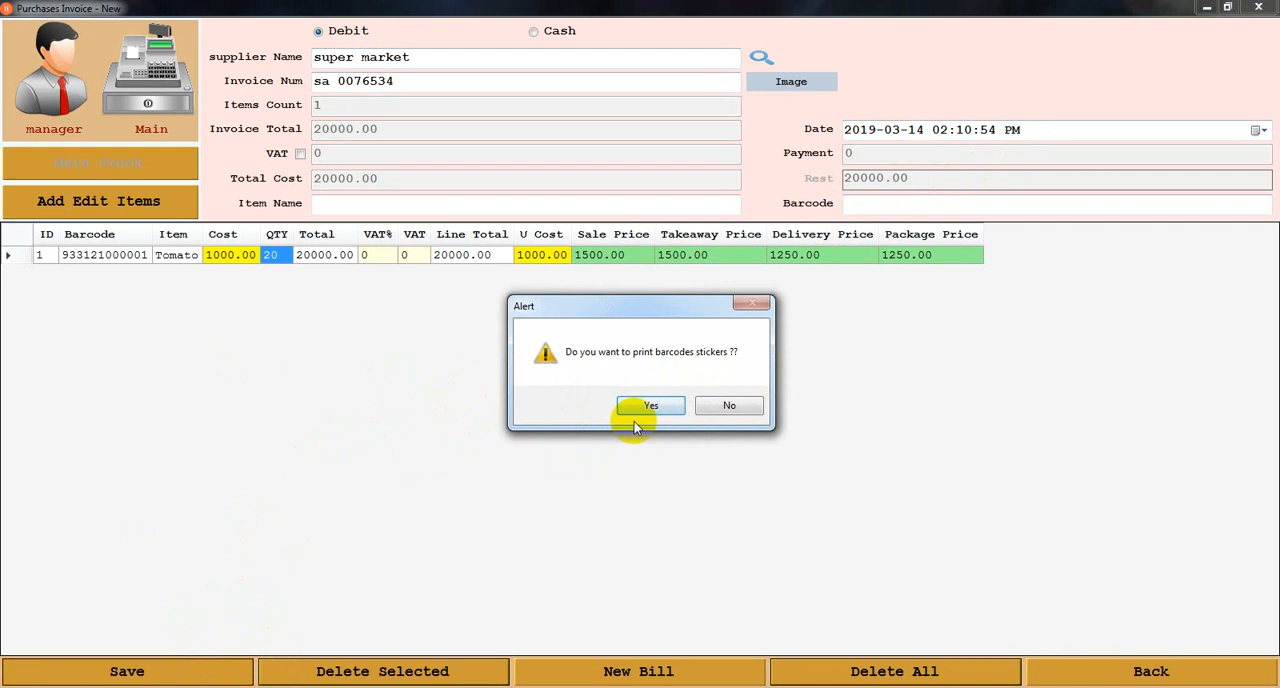 Purchases Invoice - New
Debit
Cash
supplier Name super market
Invoice Num sa 0076534
Image
Items Count 1
Invoice Total 20000.00
Date 2019-03-14 02:10:54 PM
VAT 0
Payment 0
Total Cost 20000.00
Rest 20000.00
Item Name
Barcode
manager Main
Main Stock
Add Edit Items
ID Barcode Item Cost QTY Total VAT% VAT Line Total U Cost Sale Price Takeaway Price Delivery Price Package Price
1 933121000001 Tomato 1000.00 20 20000.00 0 0 20000.00 1000.00 1500.00 1500.00 1250.00 1250.00
Alert
Do you want to print barcodes stickers ??
Yes No
Save Delete Selected New Bill Delete All Back